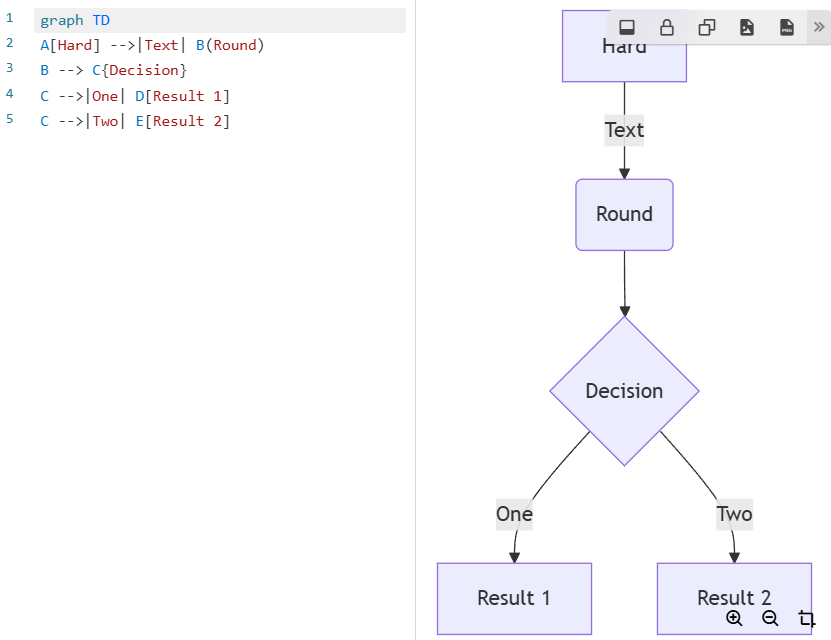 1 graph TD
2 A[Hard] -->|Text| B(Round)
3 B --> C{Decision}
4 C -->|One| D[Result 1]
5 C -->|Two| E[Result 2]
Hard
Text
Round
Decision
One Two
Result 1 Result 2